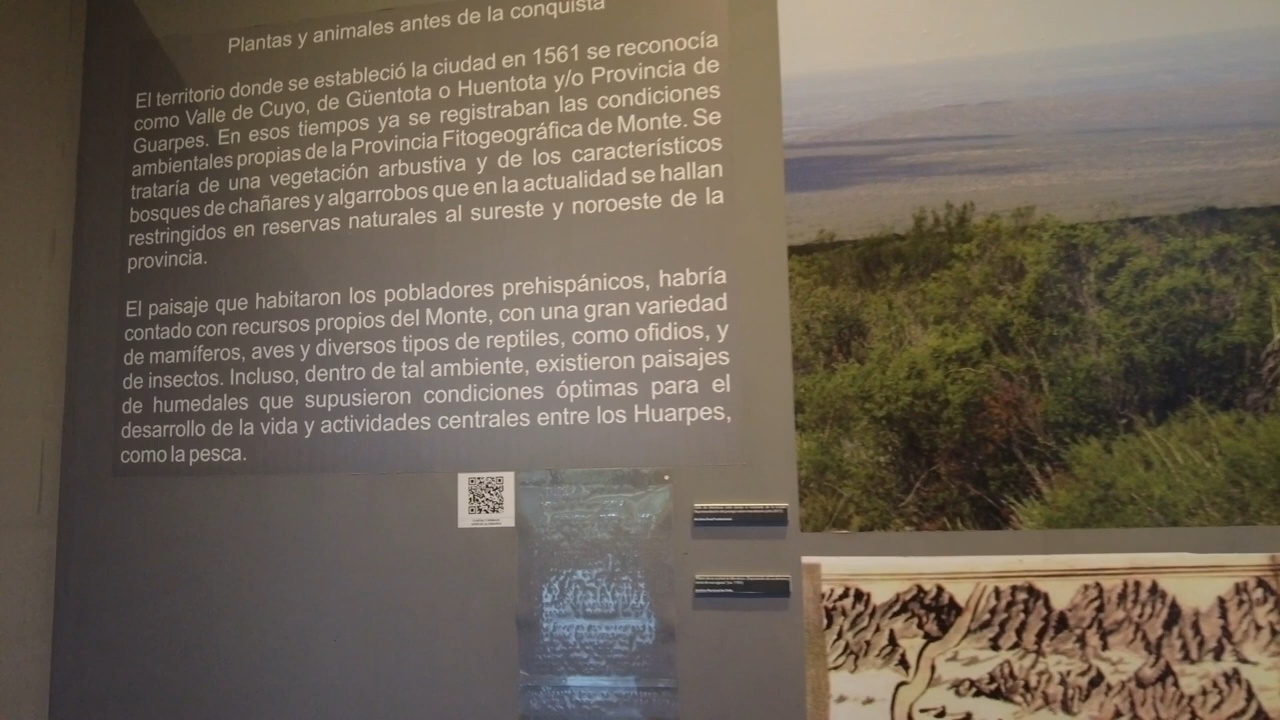 Plantas y animales antes de la conquista
El territorio donde se estableció la ciudad en 1561 se reconocía
como Valle de Cuyo, de Güentota o Huentota y/o Provincia de
Guarpes. En esos tiempos ya se registraban las condiciones
ambientales propias de la Provincia Fitogeográfica de Monte. Se
trataría de una vegetación arbustiva y de los característicos
bosques de chañares y algarrobos que en la actualidad se hallan
restringidos en reservas naturales al sureste y noroeste de la
provincia.
El paisaje que habitaron los pobladores prehispánicos, habría
contado con recursos propios del Monte, con una gran variedad
de mamíferos, aves y diversos tipos de reptiles, como ofidios, y
de insectos. Incluso, dentro de tal ambiente, existieron paisajes
de humedales que supusieron condiciones óptimas para el
desarrollo de la vida y actividades centrales entre los Huarpes,
como la pesca.